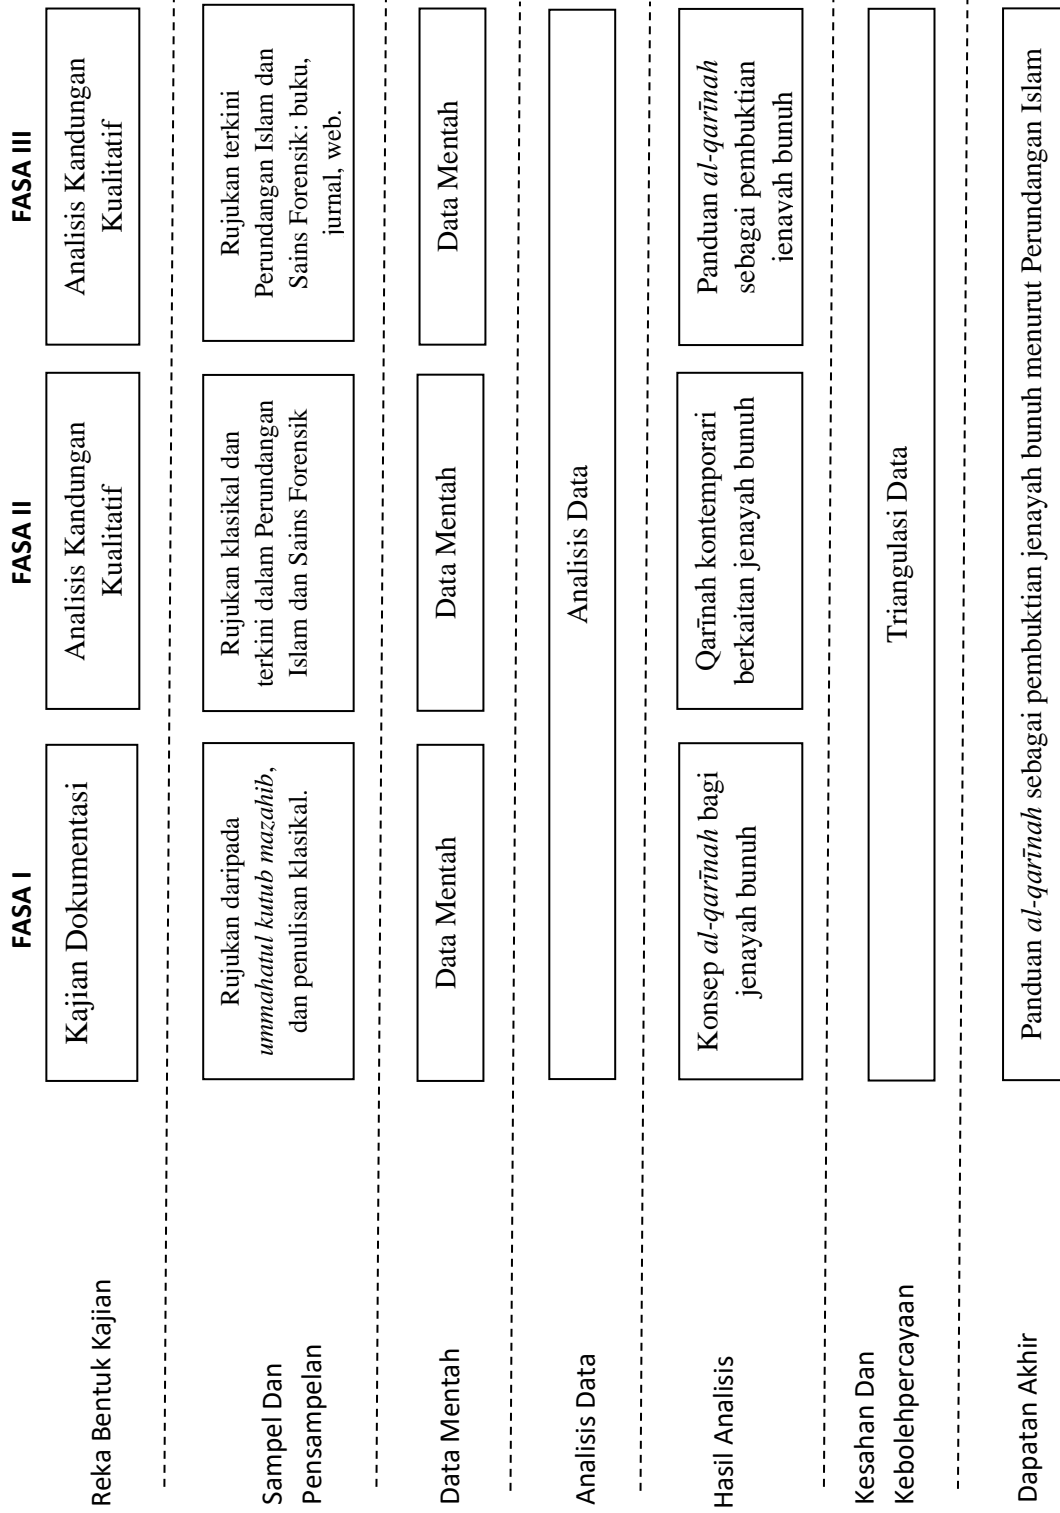 FASA I
FASA II
FASA III
Reka Bentuk Kajian
Kajian Dokumentasi
Analisis Kandungan
Kualitatif
Analisis Kandungan
Kualitatif
Sampel Dan
Pensampelan
Rujukan daripada
ummahatul kutub mazahib,
dan penulisan klasikal.
Rujukan klasikal dan
terkini dalam Perundangan
Islam dan Sains Forensik
Rujukan terkini
Perundangan Islam dan
Sains Forensik: buku,
jurnal, web.
Data Mentah
Data Mentah
Data Mentah
Data Mentah
Analisis Data
Analisis Data
Hasil Analisis
Konsep al-qarīnah bagi
jenayah bunuh
Qarīnah kontemporari
berkaitan jenayah bunuh
Panduan al-qarīnah
sebagai pembuktian
jenayah bunuh
Kesahan Dan
Kebolehpercayaan
Triangulasi Data
Dapatan Akhir
Panduan al-qarīnah sebagai pembuktian jenayah bunuh menurut Perundangan Islam